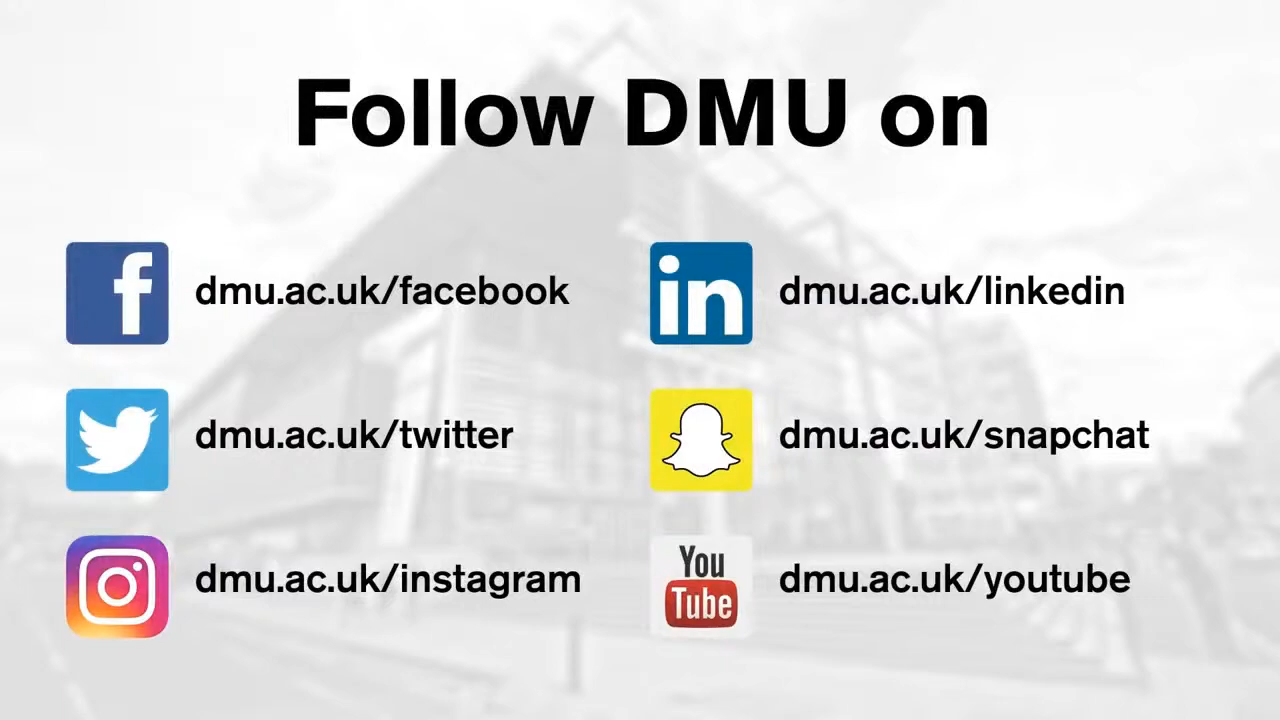 Follow DMU on
dmu.ac.uk/facebook
dmu.ac.uk/twitter
dmu.ac.uk/instagram
in
dmu.ac.uk/linkedin
dmu.ac.uk/snapchat
You
Tube
dmu.ac.uk/youtube